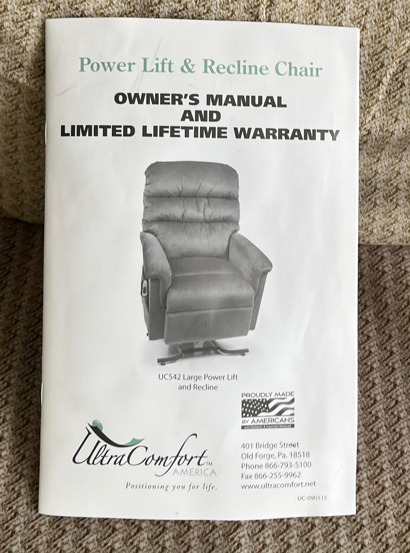 Power Lift & Recline Chair
OWNER'S MANUAL
AND
LIMITED LIFETIME WARRANTY
UC542 Large Power Lift
and Recline
PROUDLY MADE
BY AMERICANS
UltraComfort™
AMERICA
Positioning you for life.
401 Bridge Street
Old Forge, Pa. 18518
Phone 866-793-5100
Fax 866-255-9962
www.ultracomfort.net
UC-090115